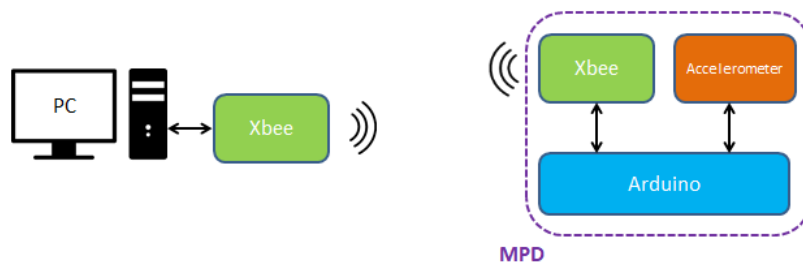 PC
Xbee
Xbee
Accelerometer
Arduino
MPD